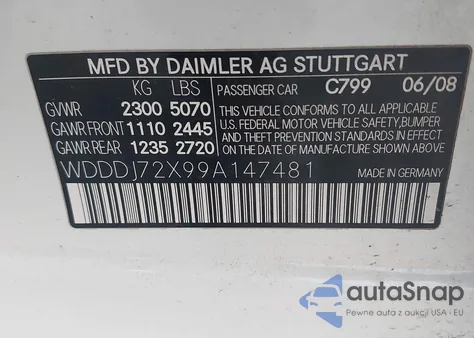 MFD BY DAIMLER AG STUTTGART
KG LBS PASSENGER CAR C799 06/08
GVWR 2300 5070
GAWR.FRONT 1110 2445
GAWR.REAR 1235 2720
THIS VEHICLE CONFORMS TO ALL APPLICABLE
U.S. FEDERAL MOTOR VEHICLE SAFETY, BUMPER,
AND THEFT PREVENTION STANDARDS IN EFFECT
ON THE DATE OF MANUFACTURE SHOWN ABOVE.
WDDDJ72X99A147481
MADE IN GERMANY
autoSnap
Pewne auta z aukcji USA - EU